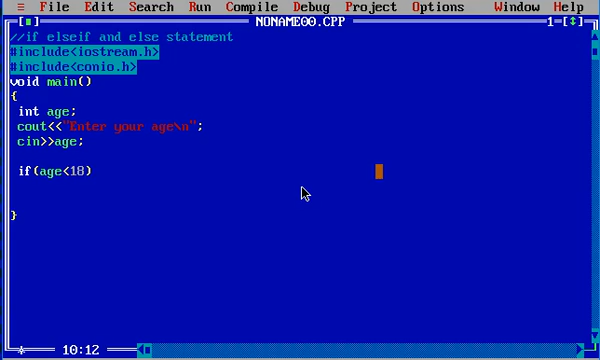 ≡ File Edit Search Run Compile Debug Project Options Window Help
[■] NONAME00.CPP 1=[↕]
//if elseif and else statement
#include<iostream.h>
#include<conio.h>
void main()
{
int age;
cout<<"Enter your age\n";
cin>>age;
if(age<18)
}
* 10:12